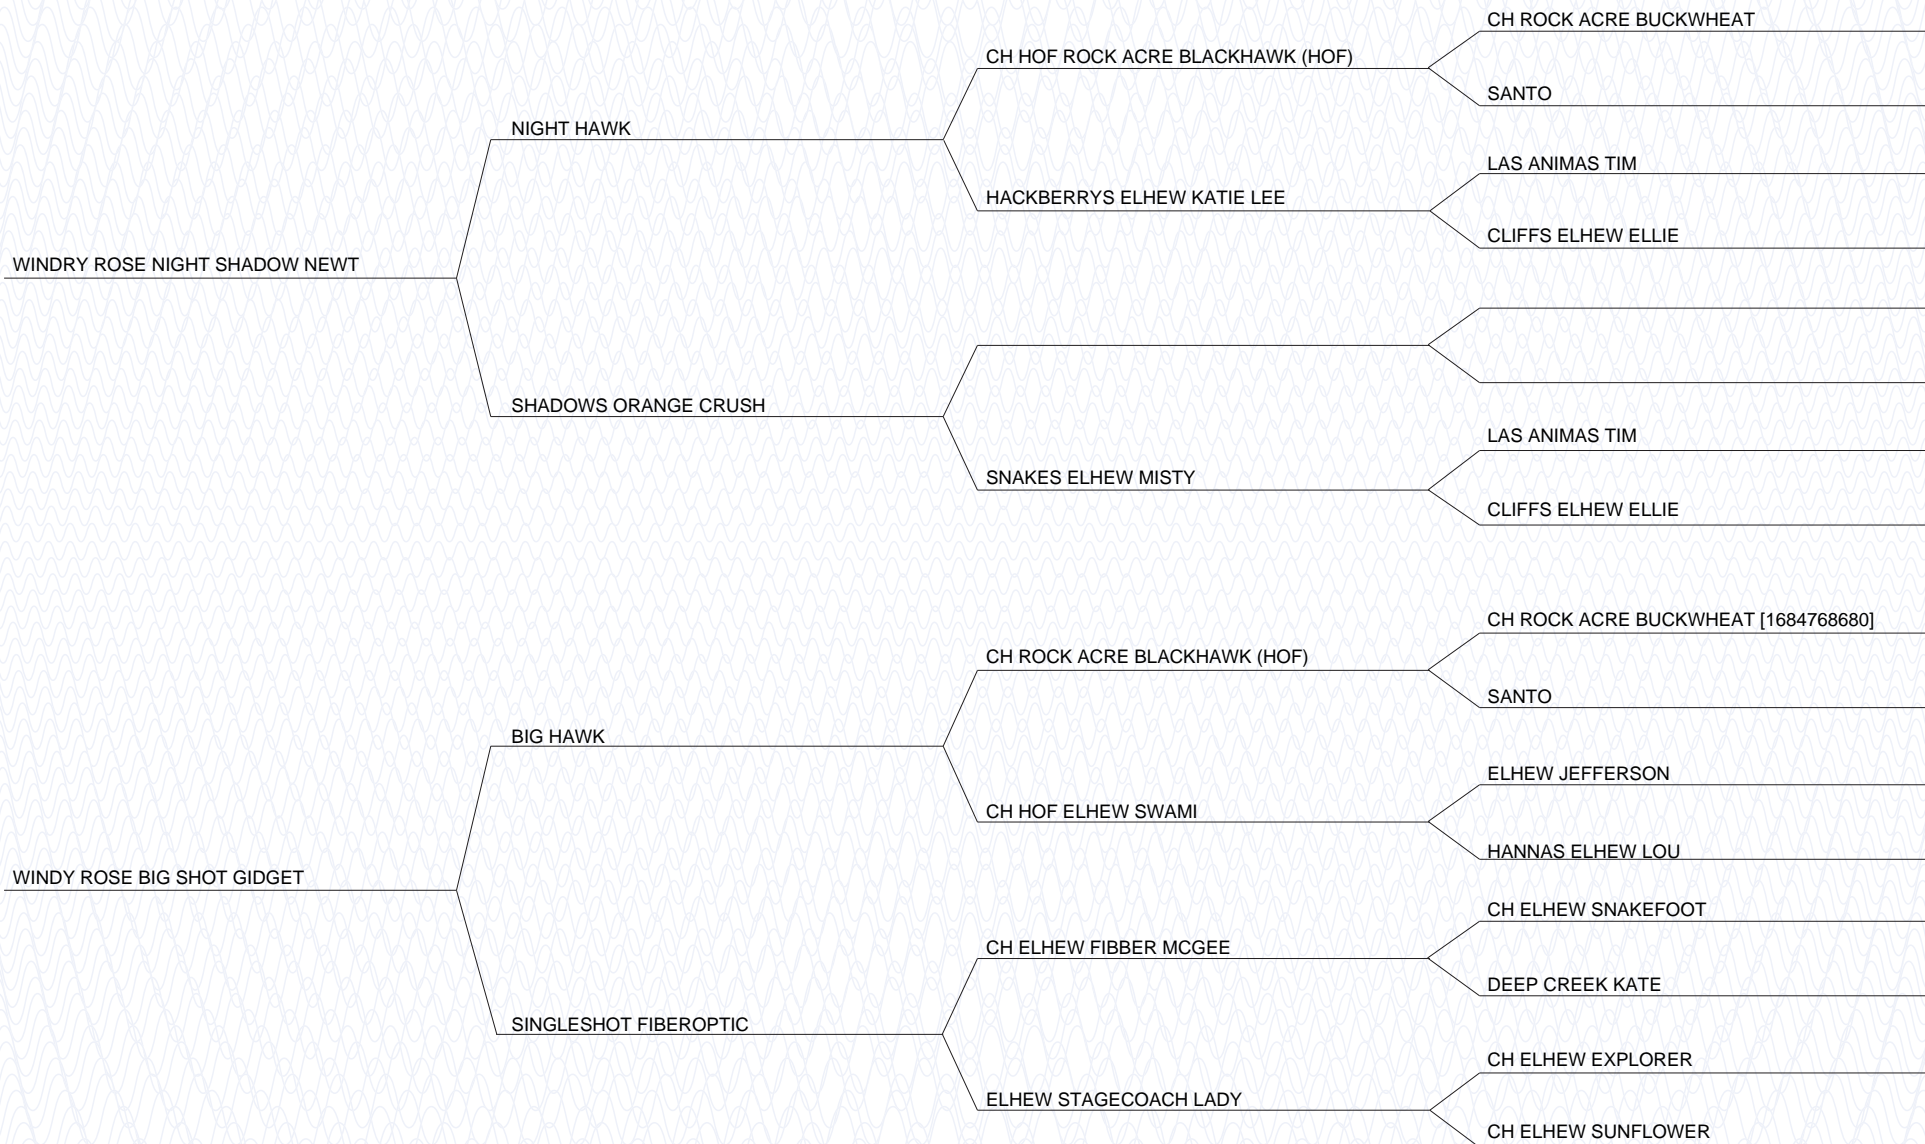 CH ROCK ACRE BUCKWHEAT
CH HOF ROCK ACRE BLACKHAWK (HOF)
SANTO
NIGHT HAWK
LAS ANIMAS TIM
HACKBERRYS ELHEW KATIE LEE
CLIFFS ELHEW ELLIE
WINDRY ROSE NIGHT SHADOW NEWT
SHADOWS ORANGE CRUSH
LAS ANIMAS TIM
SNAKES ELHEW MISTY
CLIFFS ELHEW ELLIE
CH ROCK ACRE BUCKWHEAT [1684768680]
CH ROCK ACRE BLACKHAWK (HOF)
SANTO
BIG HAWK
ELHEW JEFFERSON
CH HOF ELHEW SWAMI
HANNAS ELHEW LOU
WINDY ROSE BIG SHOT GIDGET
CH ELHEW SNAKEFOOT
CH ELHEW FIBBER MCGEE
DEEP CREEK KATE
SINGLESHOT FIBEROPTIC
CH ELHEW EXPLORER
ELHEW STAGECOACH LADY
CH ELHEW SUNFLOWER